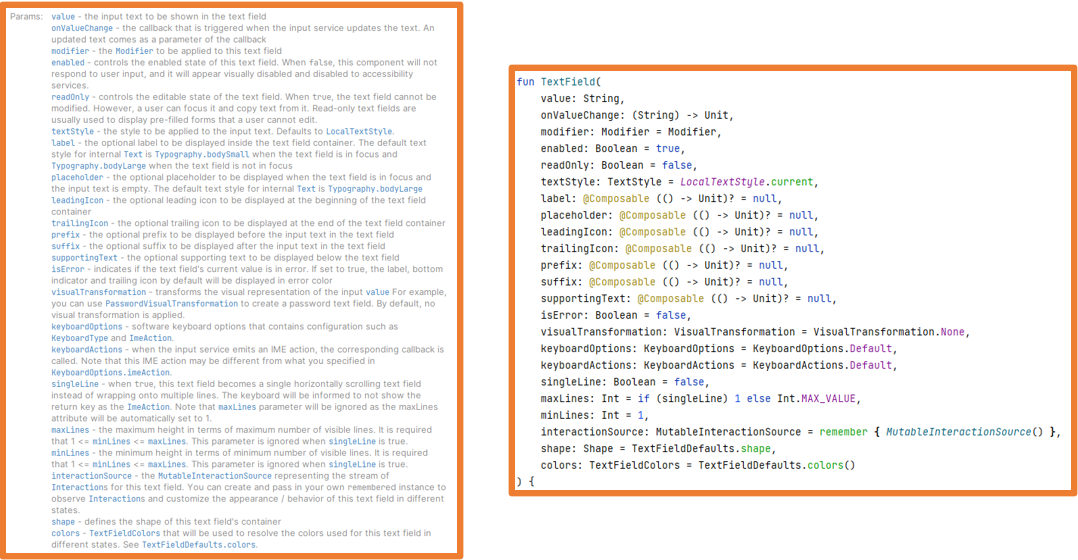 Params: value - the input text to be shown in the text field
onValueChange - the callback that is triggered when the input service updates the text. An
updated text comes as a parameter of the callback
modifier - the Modifier to be applied to this text field
enabled - controls the enabled state of this text field. When false, this component will not
respond to user input, and it will appear visually disabled and disabled to accessibility
services.
readOnly - controls the editable state of the text field. When true, the text field cannot be
modified. However, a user can focus it and copy text from it. Read-only text fields are
usually used to display pre-filled forms that a user cannot edit.
textStyle - the style to be applied to the input text. Defaults to LocalTextStyle.
label - the optional label to be displayed inside the text field container. The default text
style for internal Text is Typography.bodySmall when the text field is in focus and
Typography.bodyLarge when the text field is not in focus
placeholder - the optional placeholder to be displayed when the text field is in focus and
the input text is empty. The default text style for internal Text is Typography.bodyLarge
leadingIcon - the optional leading icon to be displayed at the beginning of the text field
container
trailingIcon - the optional trailing icon to be displayed at the end of the text field container
prefix - the optional prefix to be displayed before the input text in the text field
suffix - the optional suffix to be displayed after the input text in the text field
supportingText - the optional supporting text to be displayed below the text field
isError - indicates if the text field's current value is in error. If set to true, the label, bottom
indicator and trailing icon by default will be displayed in error color
visualTransformation - transforms the visual representation of the input value For example,
you can use PasswordVisualTransformation to create a password text field. By default, no
visual transformation is applied.
keyboardOptions - software keyboard options that contains configuration such as
KeyboardType and ImeAction.
keyboardActions - when the input service emits an IME action, the corresponding callback is
called. Note that this IME action may be different from what you specified in
KeyboardOptions.imeAction.
singleLine - when true, this text field becomes a single horizontally scrolling text field
instead of wrapping onto multiple lines. The keyboard will be informed to not show the
return key as the ImeAction. Note that maxLines parameter will be ignored as the maxLines
attribute will be automatically set to 1.
maxLines - the maximum height in terms of maximum number of visible lines. It is required
that 1 <= minLines <= maxLines. This parameter is ignored when singleLine is true.
minLines - the minimum height in terms of minimum number of visible lines. It is required
that 1 <= minLines <= maxLines. This parameter is ignored when singleLine is true.
interactionSource - the MutableInteractionSource representing the stream of
Interactions for this text field. You can create and pass in your own remembered instance to
observe Interactions and customize the appearance / behavior of this text field in different
states.
shape - defines the shape of this text field's container
colors - TextFieldColors that will be used to resolve the colors used for this text field in
different states. See TextFieldDefaults.colors.
fun TextField(
value: String,
onValueChange: (String) -> Unit,
modifier: Modifier = Modifier,
enabled: Boolean = true,
readOnly: Boolean = false,
textStyle: TextStyle = LocalTextStyle.current,
label: @Composable (() -> Unit)? = null,
placeholder: @Composable (() -> Unit)? = null,
leadingIcon: @Composable (() -> Unit)? = null,
trailingIcon: @Composable (() -> Unit)? = null,
prefix: @Composable (() -> Unit)? = null,
suffix: @Composable (() -> Unit)? = null,
supportingText: @Composable (() -> Unit)? = null,
isError: Boolean = false,
visualTransformation: VisualTransformation = VisualTransformation.None,
keyboardOptions: KeyboardOptions = KeyboardOptions.Default,
keyboardActions: KeyboardActions = KeyboardActions.Default,
singleLine: Boolean = false,
maxLines: Int = if (singleLine) 1 else Int.MAX_VALUE,
minLines: Int = 1,
interactionSource: MutableInteractionSource = remember { MutableInteractionSource() },
shape: Shape = TextFieldDefaults.shape,
colors: TextFieldColors = TextFieldDefaults.colors()
) {